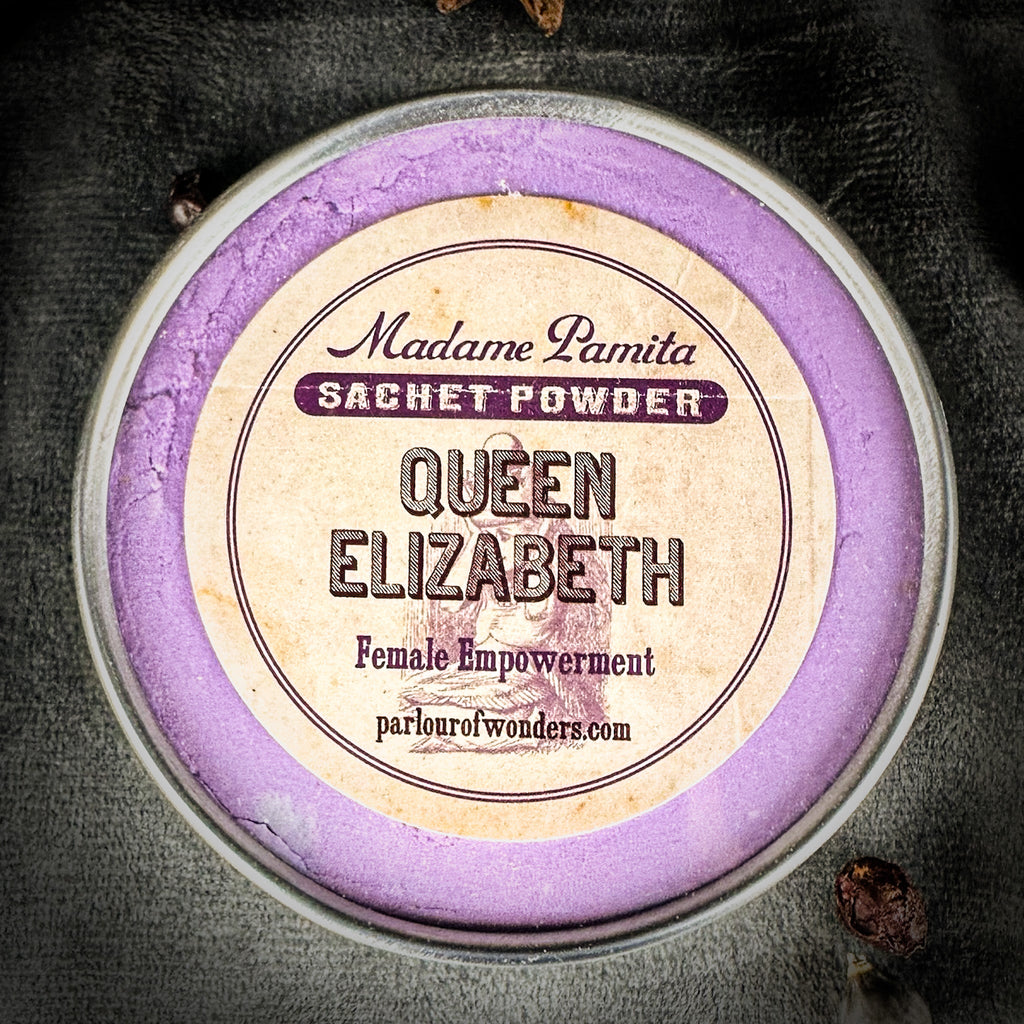 Madame Pamita
SACHET POWDER
QUEEN
ELIZABETH
Female Empowerment
parlourofwonders.com